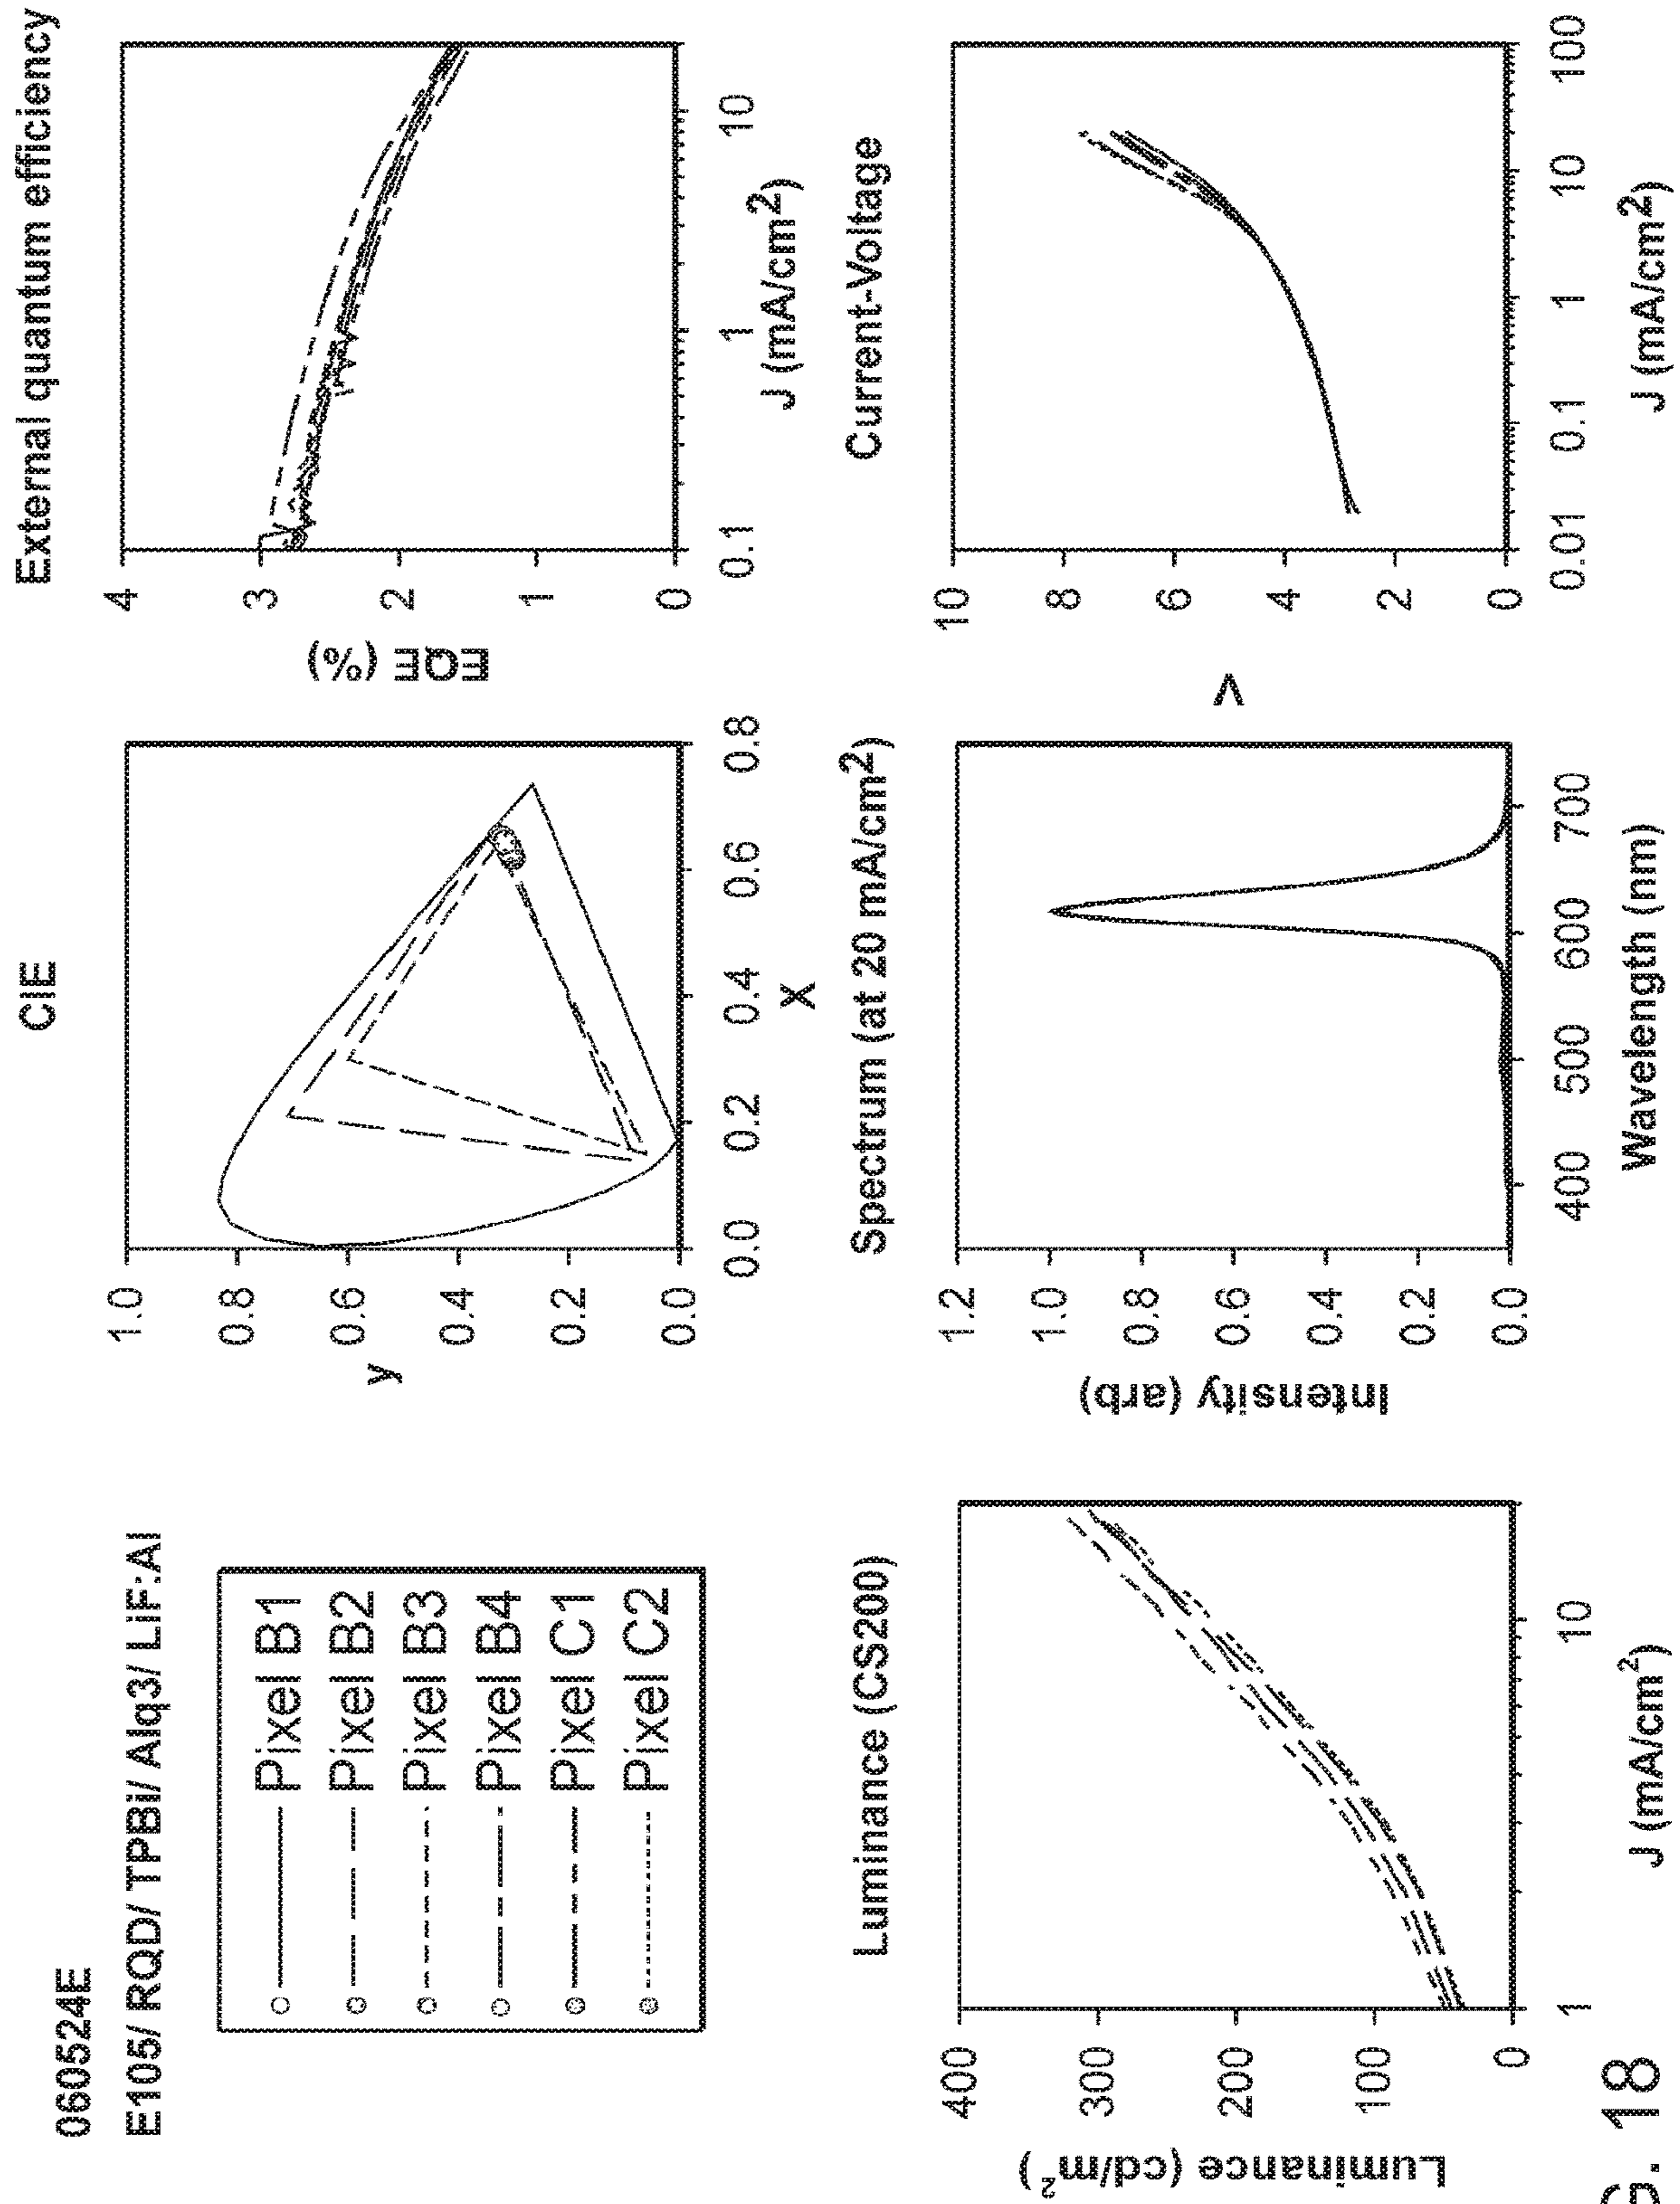 060524E
E105/ RQD/ TPBi/ Alq3/ LiF:Al
Pixel B1
Pixel B2
Pixel B3
Pixel B4
Pixel C1
Pixel C2
CIE
1.0
0.8
0.6
0.4
0.2
0.0
y
0.0 0.2 0.4 0.6 0.8
X
External quantum efficiency
4
3
2
1
0
EQE (%)
0.1 1 10
J (mA/cm²)
Luminance (CS200)
400
300
200
100
0
Luminance (cd/m²)
1 10
J (mA/cm²)
Spectrum (at 20 mA/cm²)
1.2
1.0
0.8
0.6
0.4
0.2
0.0
Intensity (arb)
400 500 600 700
Wavelength (nm)
Current-Voltage
10
8
6
4
2
0
V
0.01 0.1 1 10 100
J (mA/cm²)
G. 18